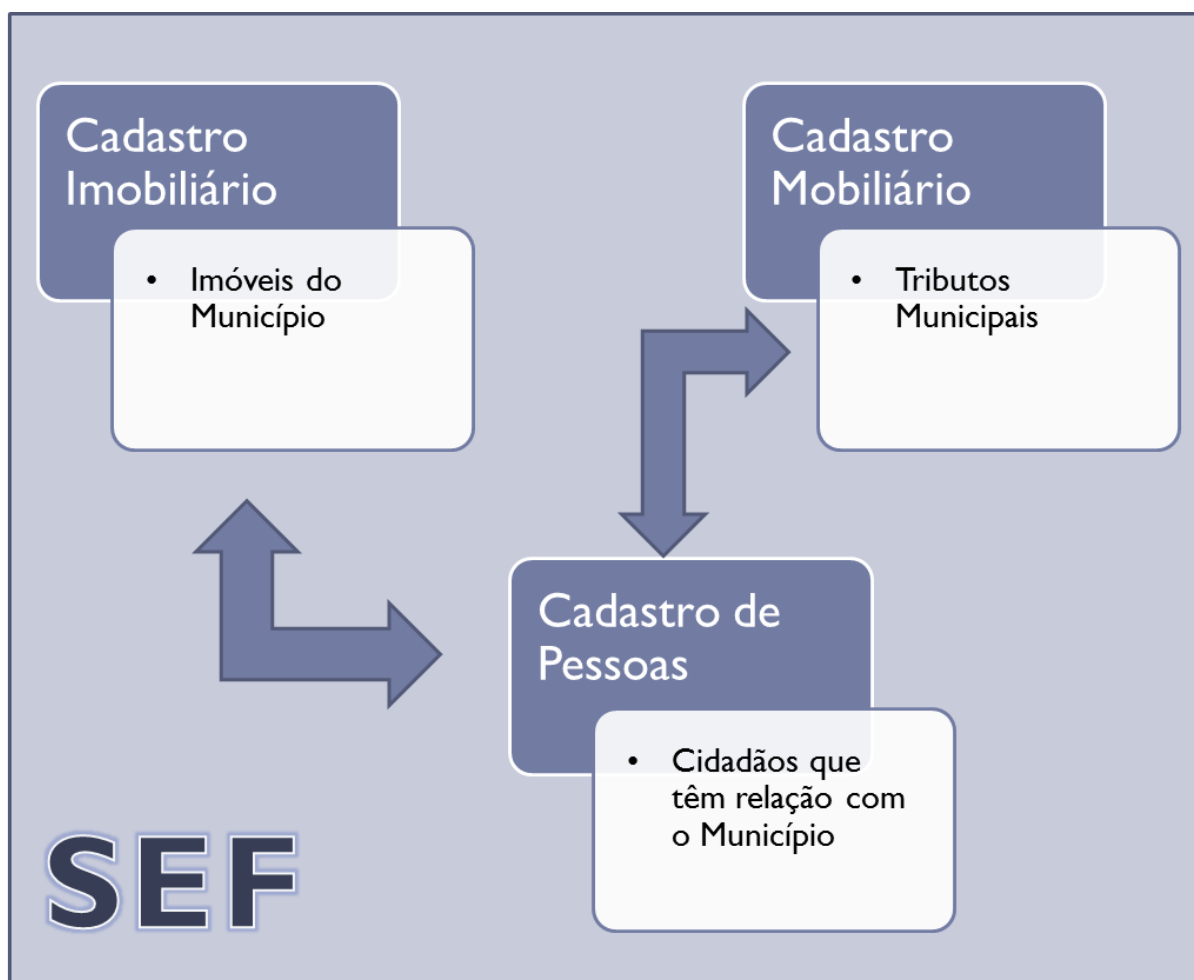 Cadastro
Imobiliário
• Imóveis do
Município
Cadastro
Mobiliário
• Tributos
Municipais
Cadastro de
Pessoas
• Cidadãos que
têm relação com
o Município
SEF